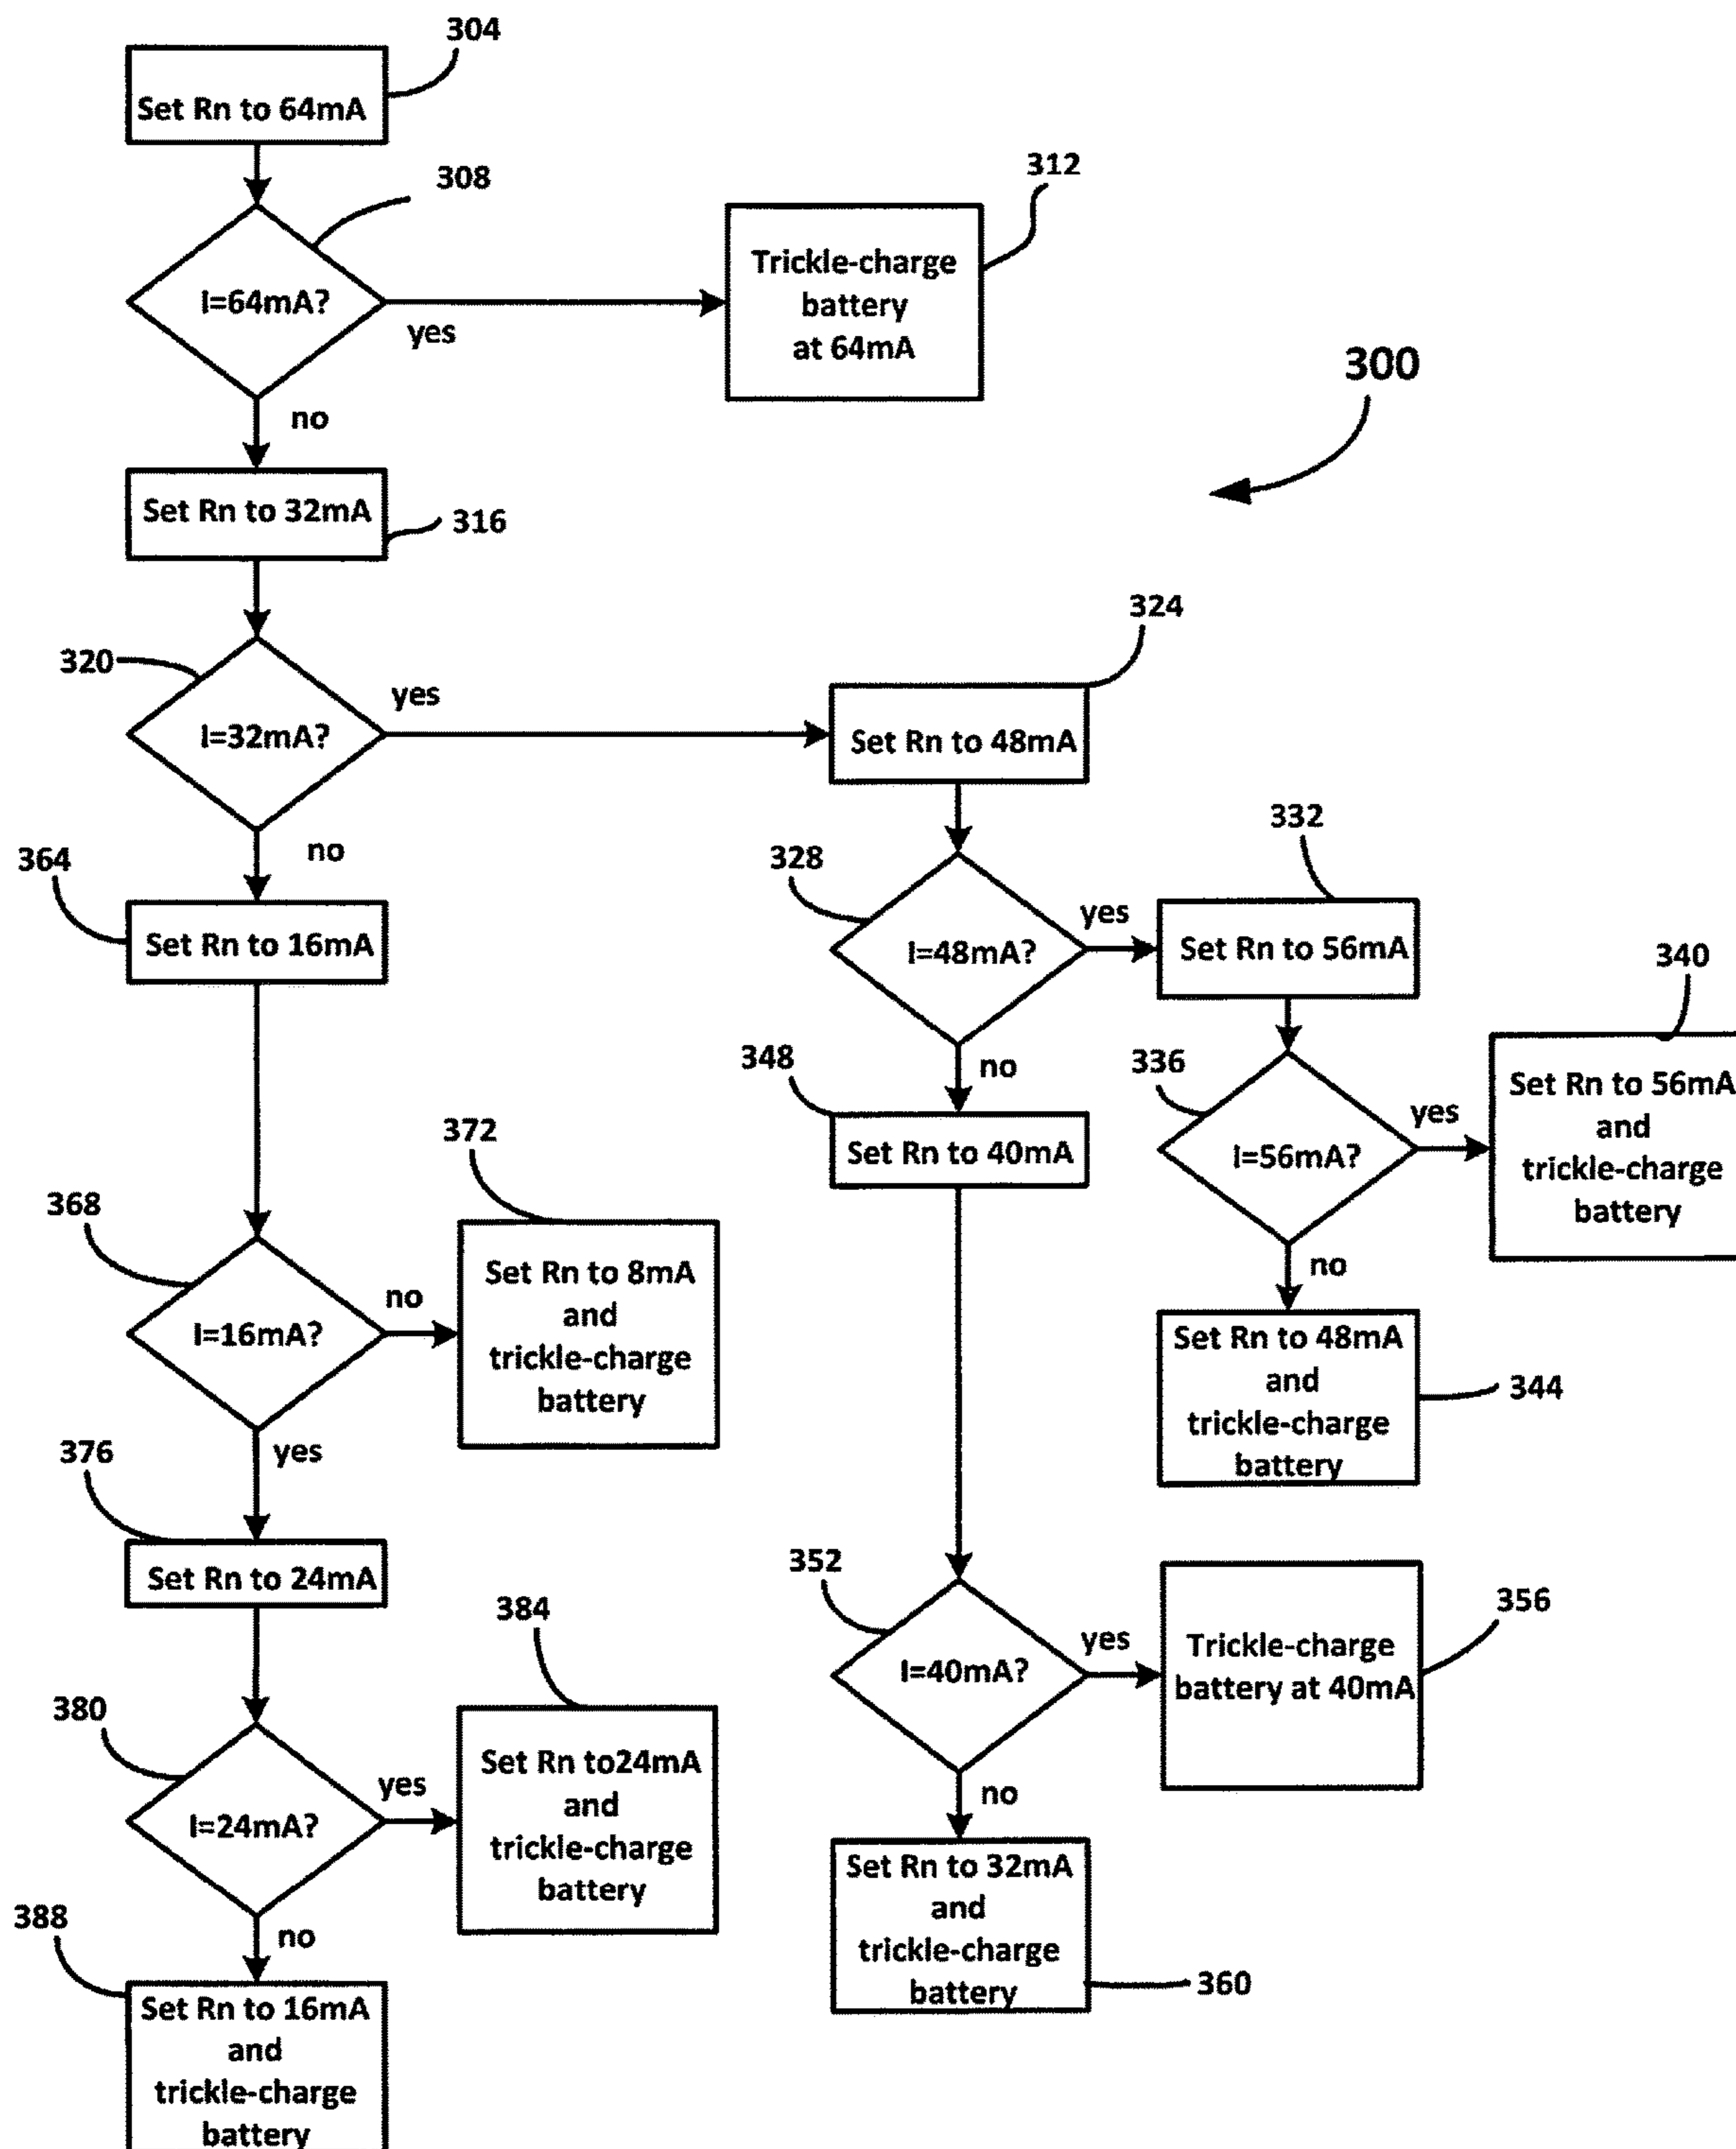 304
Set Rn to 64mA
308
I=64mA?
yes
no
312
Trickle-charge
battery
at 64mA
300
Set Rn to 32mA
316
320
I=32mA?
yes
no
324
Set Rn to 48mA
328
I=48mA?
yes
no
332
Set Rn to 56mA
336
I=56mA?
yes
no
340
Set Rn to 56mA
and
trickle-charge
battery
Set Rn to 48mA
and
trickle-charge
battery
344
348
Set Rn to 40mA
352
I=40mA?
yes
no
356
Trickle-charge
battery at 40mA
Set Rn to 32mA
and
trickle-charge
battery
360
364
Set Rn to 16mA
368
I=16mA?
no
yes
372
Set Rn to 8mA
and
trickle-charge
battery
376
Set Rn to 24mA
380
I=24mA?
yes
no
384
Set Rn to24mA
and
trickle-charge
battery
388
Set Rn to 16mA
and
trickle-charge
battery